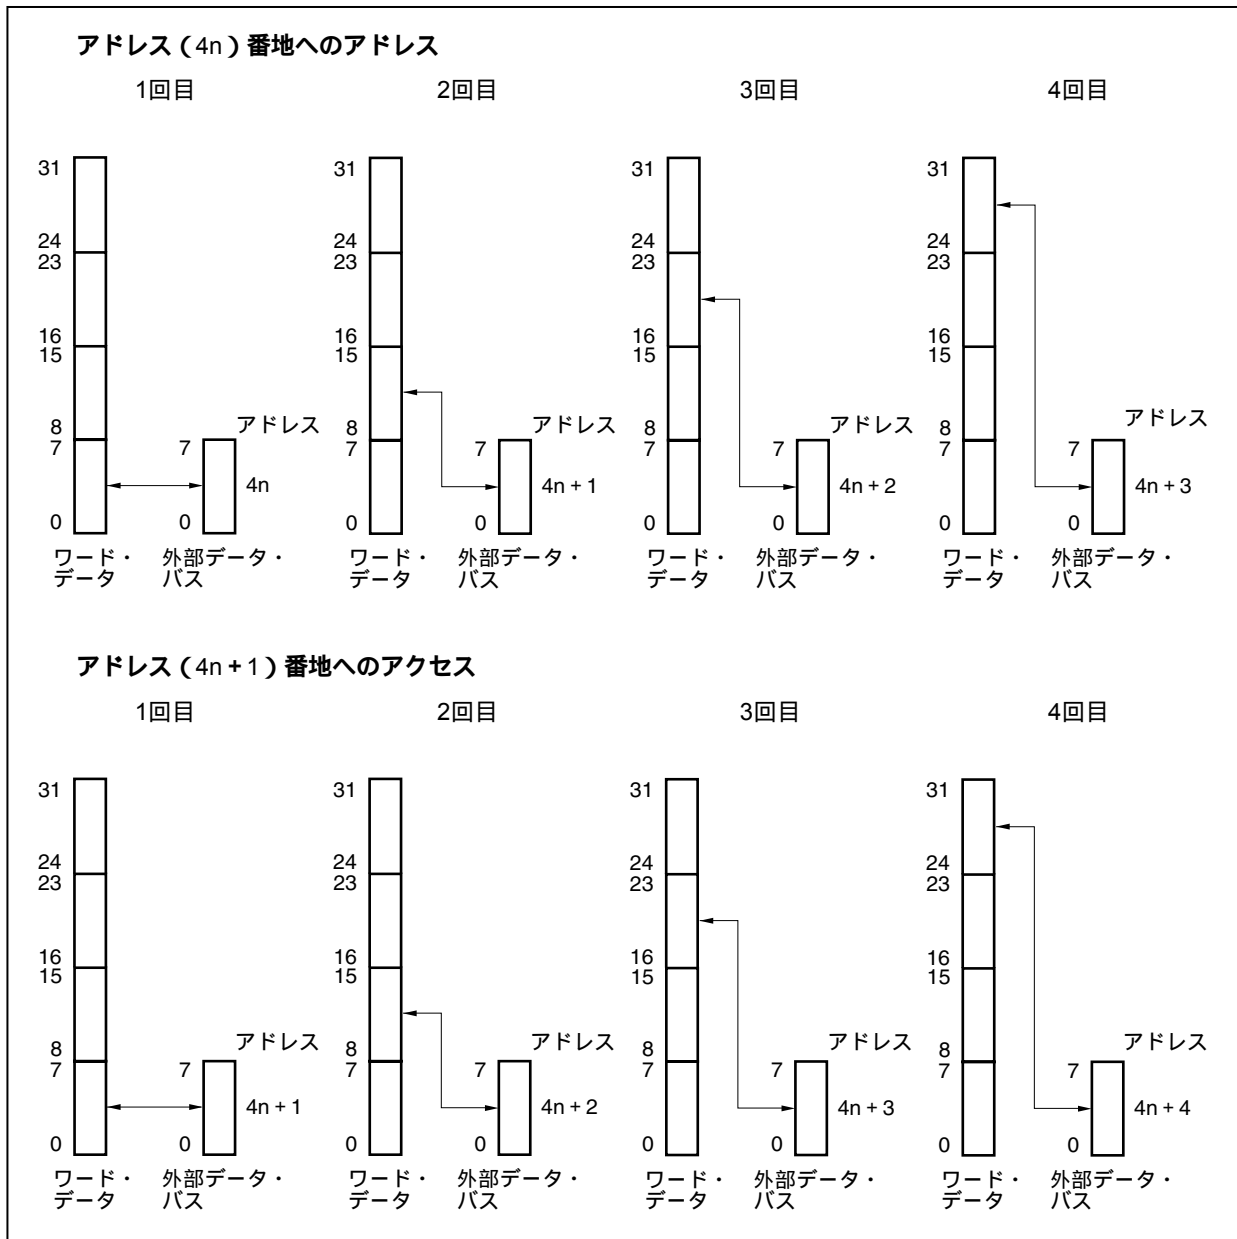 アドレス（4n）番地へのアドレス
1回目 2回目 3回目 4回目
31 31 31 31
24 24 24 24
23 23 23 23
16 16 16 16
15 15 15 15
アドレス アドレス アドレス アドレス
8 8 8 8
7 7 7 7 7 7 7 7
4n 4n + 1 4n + 2 4n + 3
0 0 0 0 0 0 0 0
ワード・ 外部データ・ ワード・ 外部データ・ ワード・ 外部データ・ ワード・ 外部データ・
データ バス データ バス データ バス データ バス
アドレス（4n + 1）番地へのアクセス
1回目 2回目 3回目 4回目
31 31 31 31
24 24 24 24
23 23 23 23
16 16 16 16
15 15 15 15
アドレス アドレス アドレス アドレス
8 8 8 8
7 7 7 7 7 7 7 7
4n + 1 4n + 2 4n + 3 4n + 4
0 0 0 0 0 0 0 0
ワード・ 外部データ・ ワード・ 外部データ・ ワード・ 外部データ・ ワード・ 外部データ・
データ バス データ バス データ バス データ バス